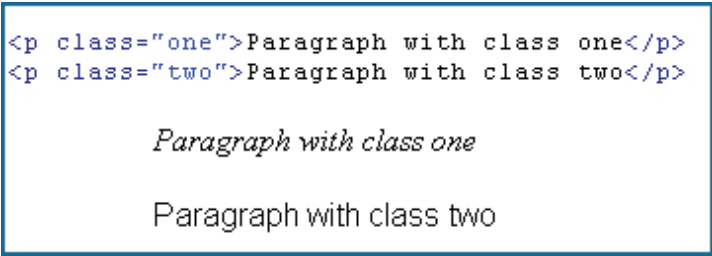 <p class="one">Paragraph with class one</p>
<p class="two">Paragraph with class two</p>
Paragraph with class one
Paragraph with class two